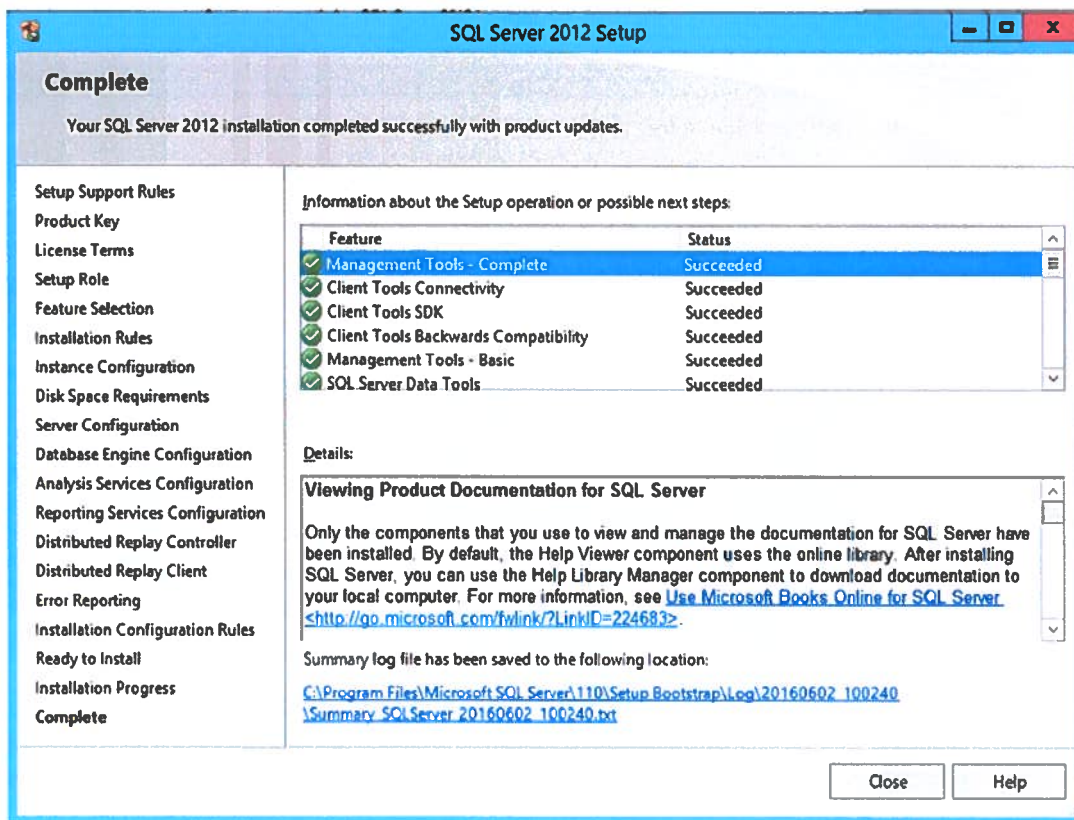 SQL Server 2012 Setup
Complete
Your SQL Server 2012 installation completed successfully with product updates.
Setup Support Rules
Product Key
License Terms
Setup Role
Feature Selection
Installation Rules
Instance Configuration
Disk Space Requirements
Server Configuration
Database Engine Configuration
Analysis Services Configuration
Reporting Services Configuration
Distributed Replay Controller
Distributed Replay Client
Error Reporting
Installation Configuration Rules
Ready to Install
Installation Progress
Complete
Information about the Setup operation or possible next steps:
Feature Status
Management Tools - Complete Succeeded
Client Tools Connectivity Succeeded
Client Tools SDK Succeeded
Client Tools Backwards Compatibility Succeeded
Management Tools - Basic Succeeded
SQL Server Data Tools Succeeded
Details:
Viewing Product Documentation for SQL Server
Only the components that you use to view and manage the documentation for SQL Server have
been installed. By default, the Help Viewer component uses the online library. After installing
SQL Server, you can use the Help Library Manager component to download documentation to
your local computer. For more information, see Use Microsoft Books Online for SQL Server
<http://go.microsoft.com/fwlink/?LinkID=224683>.
Summary log file has been saved to the following location:
C:\Program Files\Microsoft SQL Server\110\Setup Bootstrap\Log\20160602_100240
\Summary_SQLServer_20160602_100240.txt
Close
Help